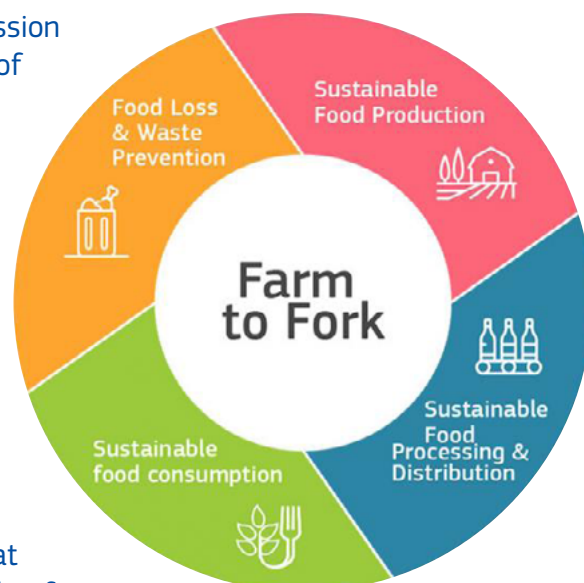 ssion
of
Food Loss
& Waste
Prevention
Sustainable
Food Production
Farm
to Fork
Sustainable
Food
Processing &
Distribution
Sustainable
food consumption
at